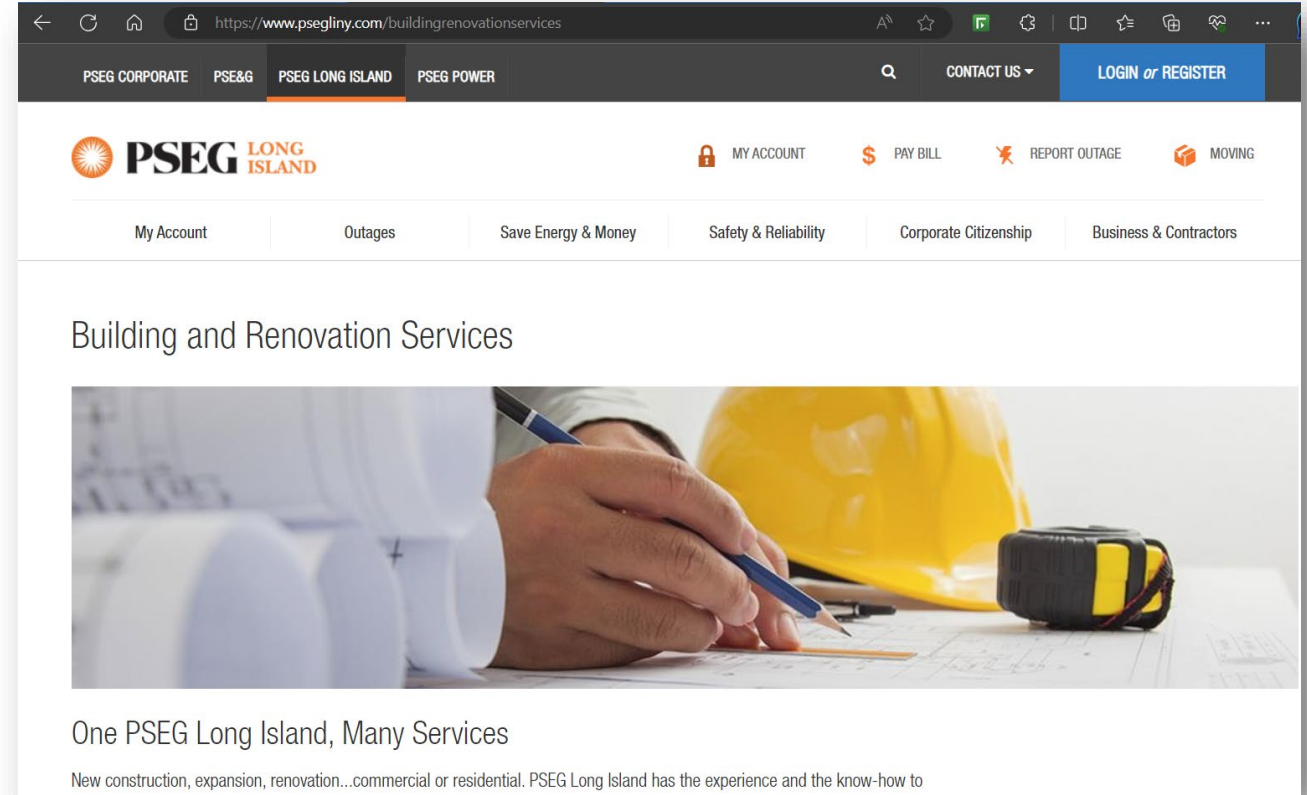 https://www.psegliny.com/buildingrenovationservices
PSEG CORPORATE PSE&G PSEG LONG ISLAND PSEG POWER CONTACT US LOGIN or REGISTER
PSEG LONG ISLAND
MY ACCOUNT $ PAY BILL REPORT OUTAGE MOVING
My Account Outages Save Energy & Money Safety & Reliability Corporate Citizenship Business & Contractors
Building and Renovation Services
One PSEG Long Island, Many Services
New construction, expansion, renovation...commercial or residential. PSEG Long Island has the experience and the know-how to